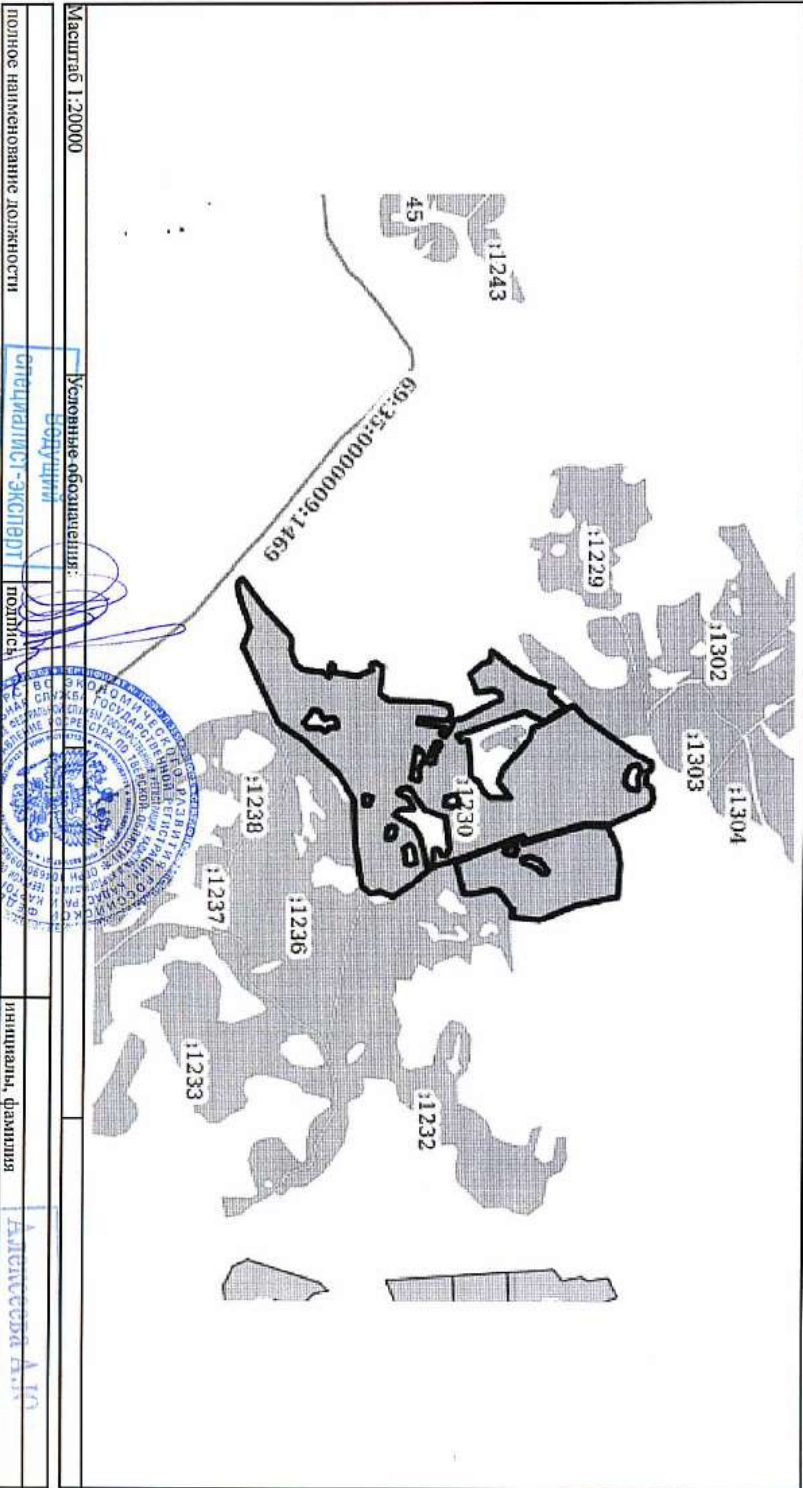 :1243
45
:1229
:1302
:1303
:1304
69:35:0000009:1469
:1230
:1238
:1237
:1236
:1233
:1232
Масштаб 1:20000
Условные обозначения:
полное наименование должности
Ведущий
специалист-эксперт
подпись
инициалы, фамилия
Алексеева А.Ю